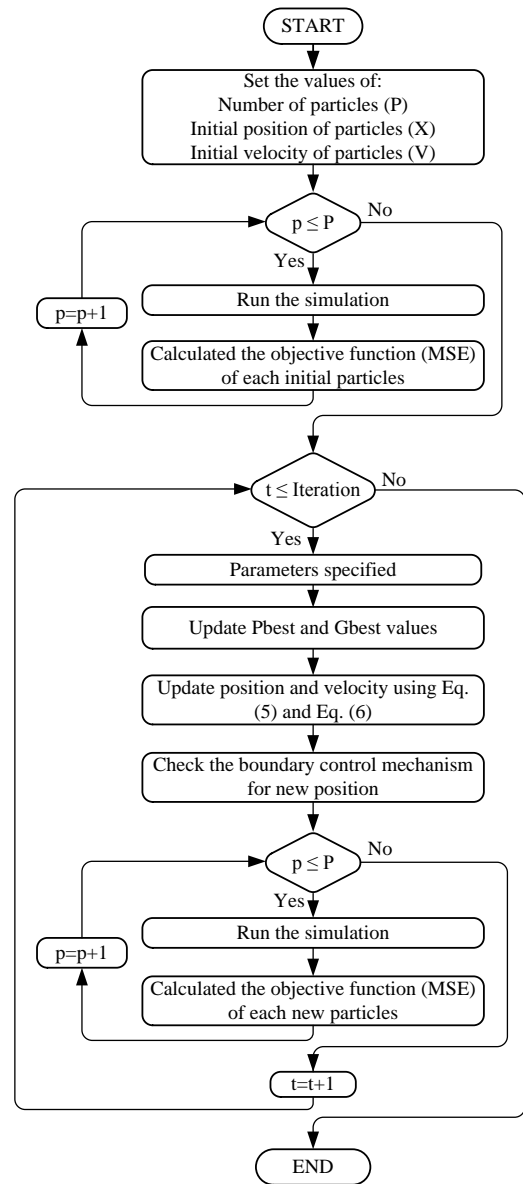 START
Set the values of:
Number of particles (P)
Initial position of particles (X)
Initial velocity of particles (V)
p ≤ P
No
Yes
Run the simulation
p=p+1
Calculated the objective function (MSE)
of each initial particles
t ≤ Iteration
No
Yes
Parameters specified
Update Pbest and Gbest values
Update position and velocity using Eq.
(5) and Eq. (6)
Check the boundary control mechanism
for new position
p ≤ P
No
Yes
Run the simulation
p=p+1
Calculated the objective function (MSE)
of each new particles
t=t+1
END